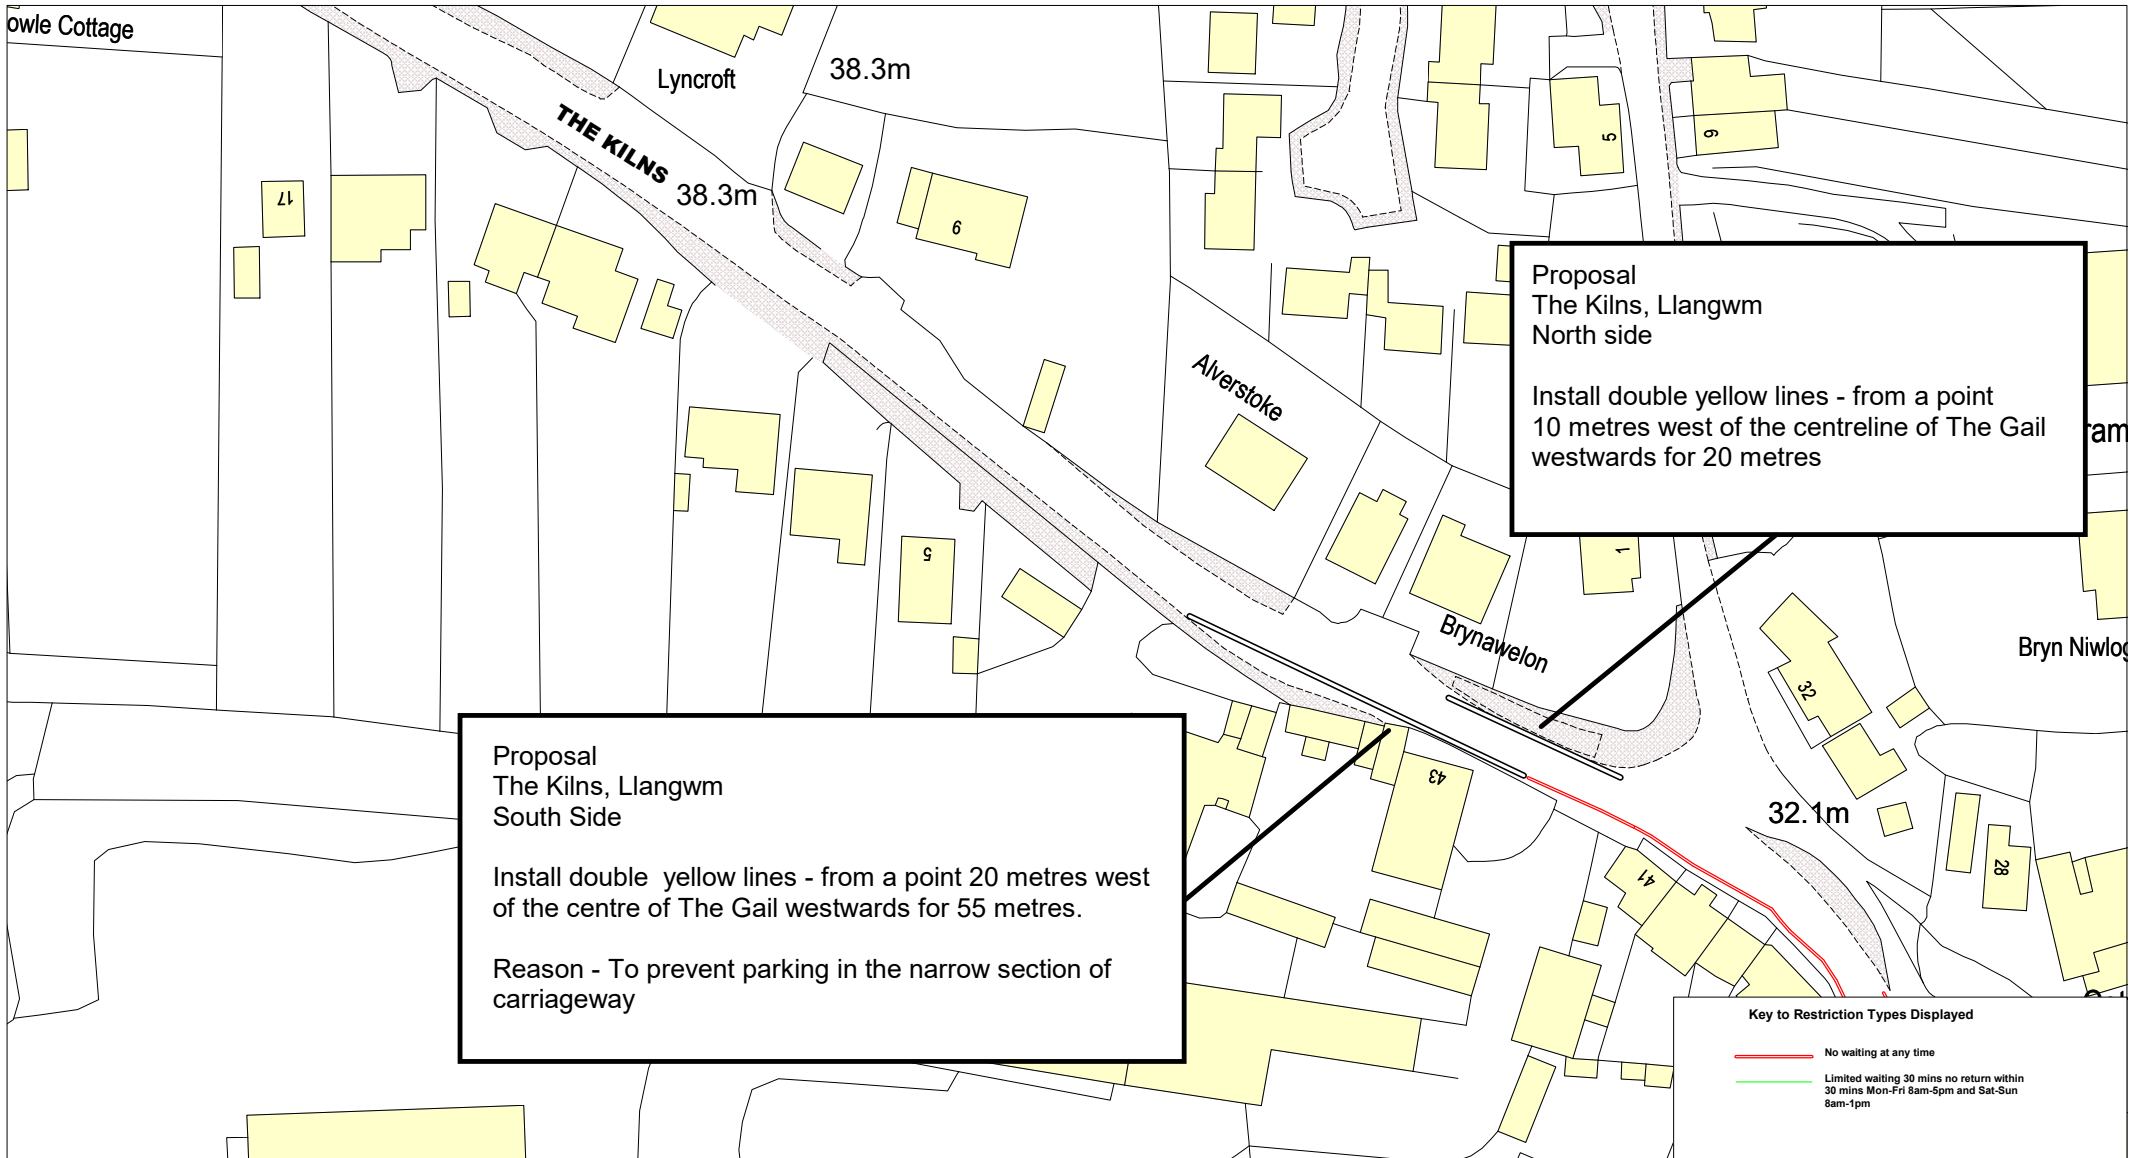 owle Cottage
Lyncroft
38.3m
THE KILNS
38.3m
17
9
5
6
Alverstoke
Proposal
The Kilns, Llangwm
North side
Install double yellow lines - from a point
10 metres west of the centreline of The Gail
westwards for 20 metres
ram
5
1
Brynawelon
Bryn Niwlog
32
Proposal
The Kilns, Llangwm
South Side
Install double  yellow lines - from a point 20 metres west
of the centre of The Gail westwards for 55 metres.
Reason - To prevent parking in the narrow section of
carriageway
43
32.1m
41
28
Key to Restriction Types Displayed
No waiting at any time
Limited waiting 30 mins no return within
30 mins Mon-Fri 8am-5pm and Sat-Sun
8am-1pm